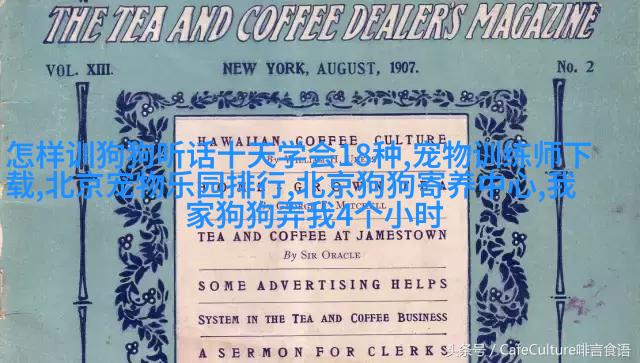 THE TEA AND COFFEE DEALER'S MAGAZINE
VOL. XIII. NEW YORK, AUGUST, 1907. No. 2
HAWAIIAN COFFEE CULTURE
怎样训狗狗听话十天学会18种,宠物训练师下
载,北京宠物乐园排行,北京狗狗寄养中心,我
家狗狗弄我4个小时
TEA AND COFFEE AT JAMESTOWN
By SIR ORACLE
SOME ADVERTISING HELPS
SYSTEM IN THE TEA AND COFFEE BUSINESS
A SERMON FOR CLERKS
头条号 / CafeCulture啡言食语